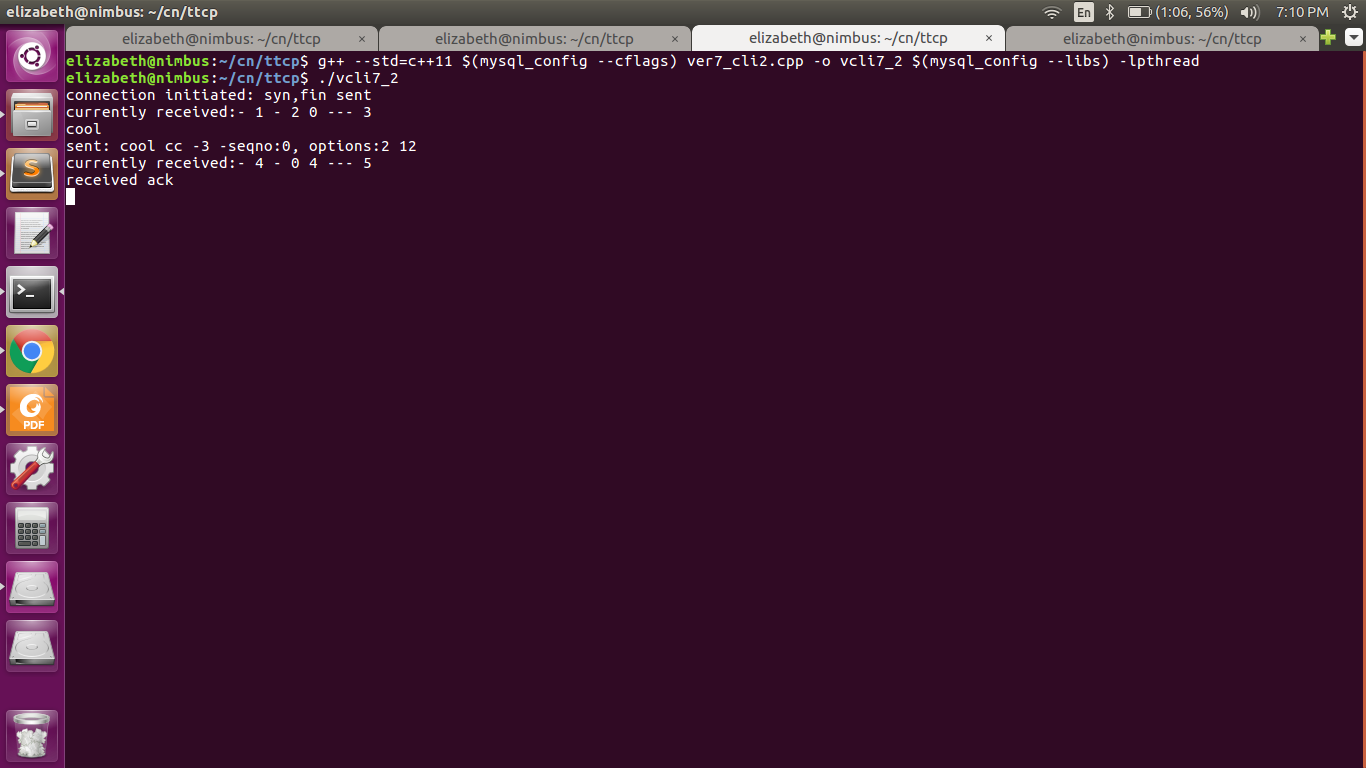 elizabeth@nimbus: ~/cn/ttcp
En (1:06, 56%) 7:10 PM
elizabeth@nimbus: ~/cn/ttcp × elizabeth@nimbus: ~/cn/ttcp × elizabeth@nimbus: ~/cn/ttcp × elizabeth@nimbus: ~/cn/ttcp ×
elizabeth@nimbus:~/cn/ttcp$ g++ --std=c++11 $(mysql_config --cflags) ver7_cli2.cpp -o vcli7_2 $(mysql_config --libs) -lpthread
elizabeth@nimbus:~/cn/ttcp$ ./vcli7_2
connection initiated: syn,fin sent
currently received:- 1 - 2 0 --- 3
cool
sent: cool cc -3 -seqno:0, options:2 12
currently received:- 4 - 0 4 --- 5
received ack
S
>_
PDF